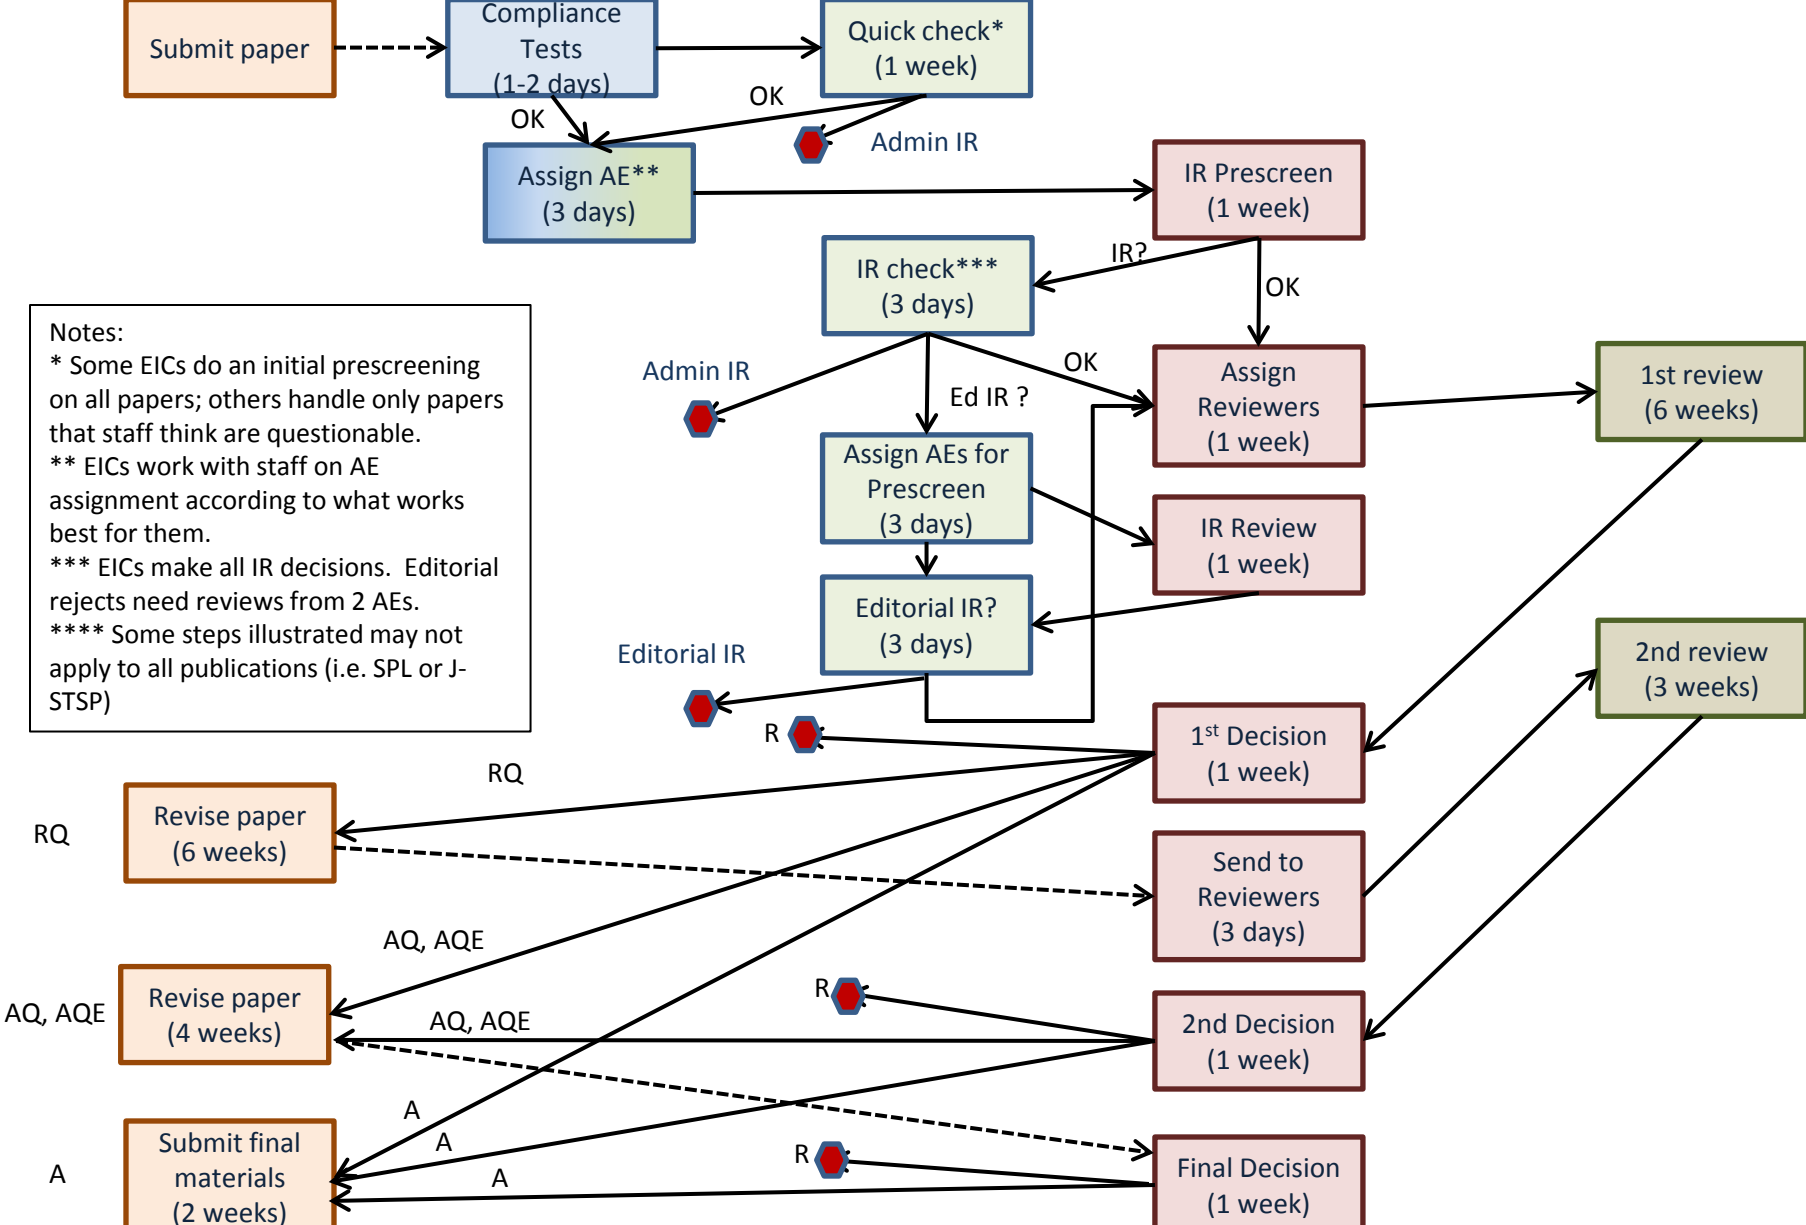 Submit paper
Compliance
Tests
(1-2 days)
Quick check*
(1 week)
OK
OK
Admin IR
Assign AE**
(3 days)
IR Prescreen
(1 week)
IR?
OK
IR check***
(3 days)
Notes:
* Some EICs do an initial prescreening
on all papers; others handle only papers
that staff think are questionable.
** EICs work with staff on AE
assignment according to what works
best for them.
*** EICs make all IR decisions.  Editorial
rejects need reviews from 2 AEs.
**** Some steps illustrated may not
apply to all publications (i.e. SPL or J-
STSP)
Admin IR
Ed IR ?
OK
Assign
Reviewers
(1 week)
1st review
(6 weeks)
Assign AEs for
Prescreen
(3 days)
IR Review
(1 week)
Editorial IR?
(3 days)
Editorial IR
2nd review
(3 weeks)
R
1st Decision
(1 week)
RQ
RQ
Revise paper
(6 weeks)
Send to
Reviewers
(3 days)
AQ, AQE
AQ, AQE
Revise paper
(4 weeks)
AQ, AQE
R
2nd Decision
(1 week)
A
A
A
Submit final
materials
(2 weeks)
A
R
Final Decision
(1 week)